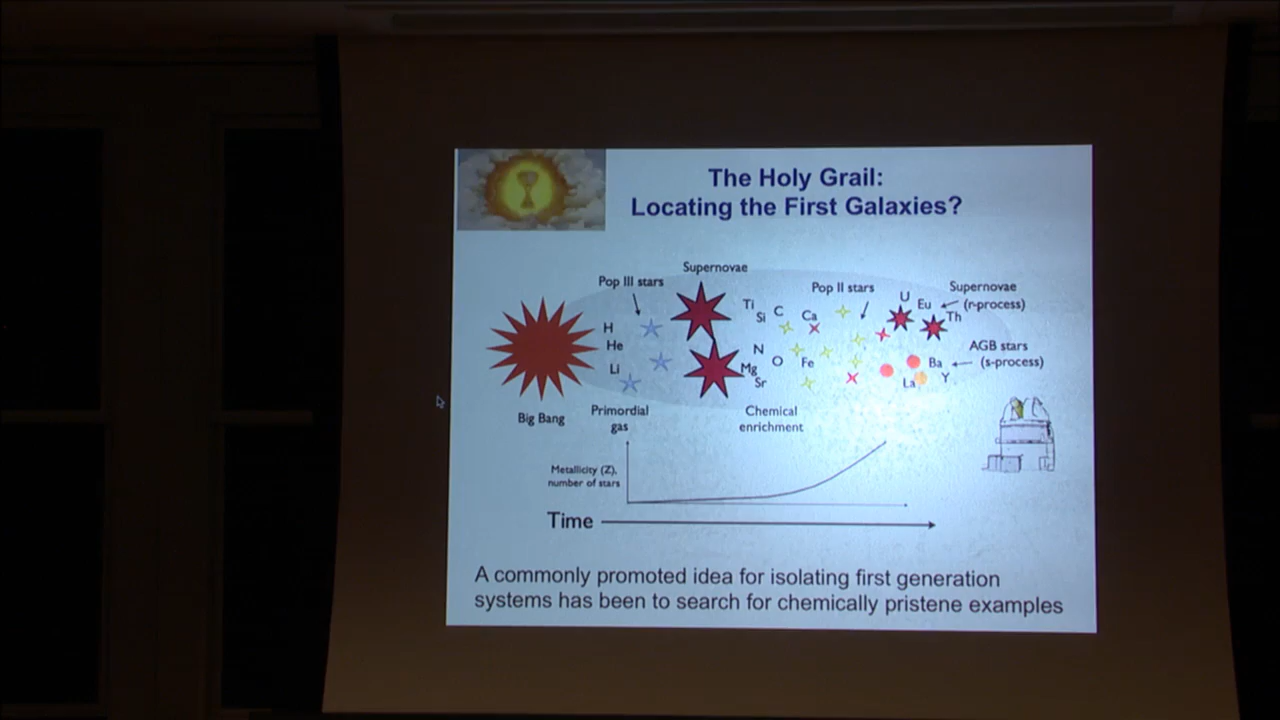 The Holy Grail:
Locating the First Galaxies?
Supernovae
Pop III stars
Pop II stars
Supernovae
(r-process)
U
Eu
Th
Ti
Si
C
Ca
H
He
Li
N
O
Fe
Mg
Sr
AGB stars
(s-process)
Ba
La
Y
Big Bang
Primordial
gas
Chemical
enrichment
Metallicity (Z),
number of stars
Time
A commonly promoted idea for isolating first generation
systems has been to search for chemically pristene examples